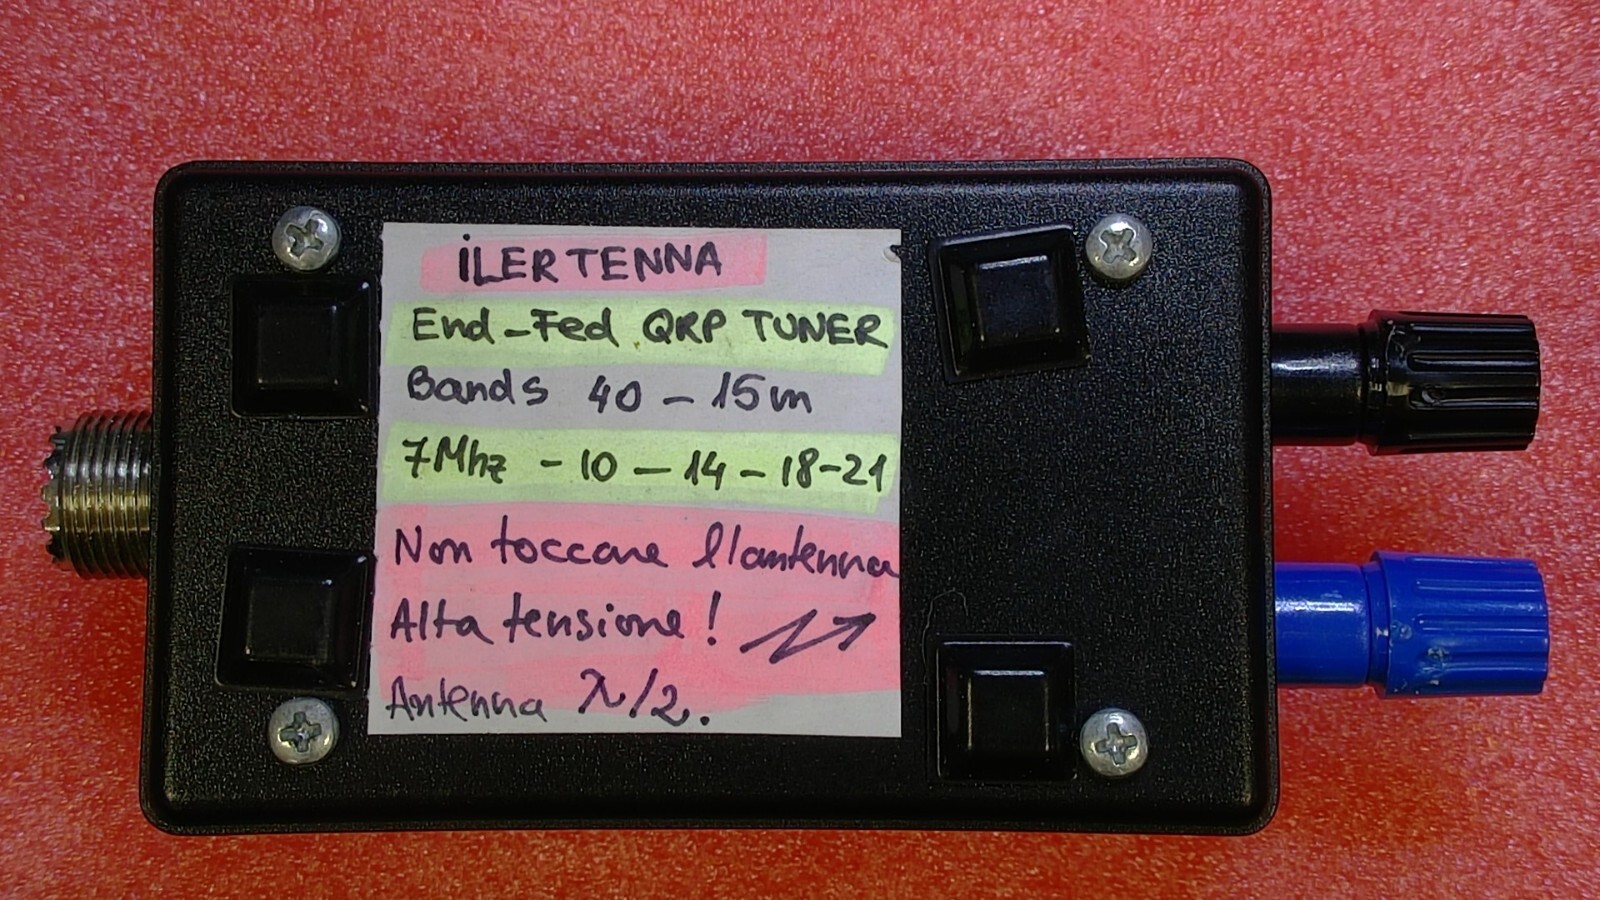 iLERTENNA
End-Fed QRP TUNER
Bands 40 - 15m
7Mhz - 10 - 14 - 18-21
Non toccare l'antenna
Alta tensione!
Antenna λ/2.